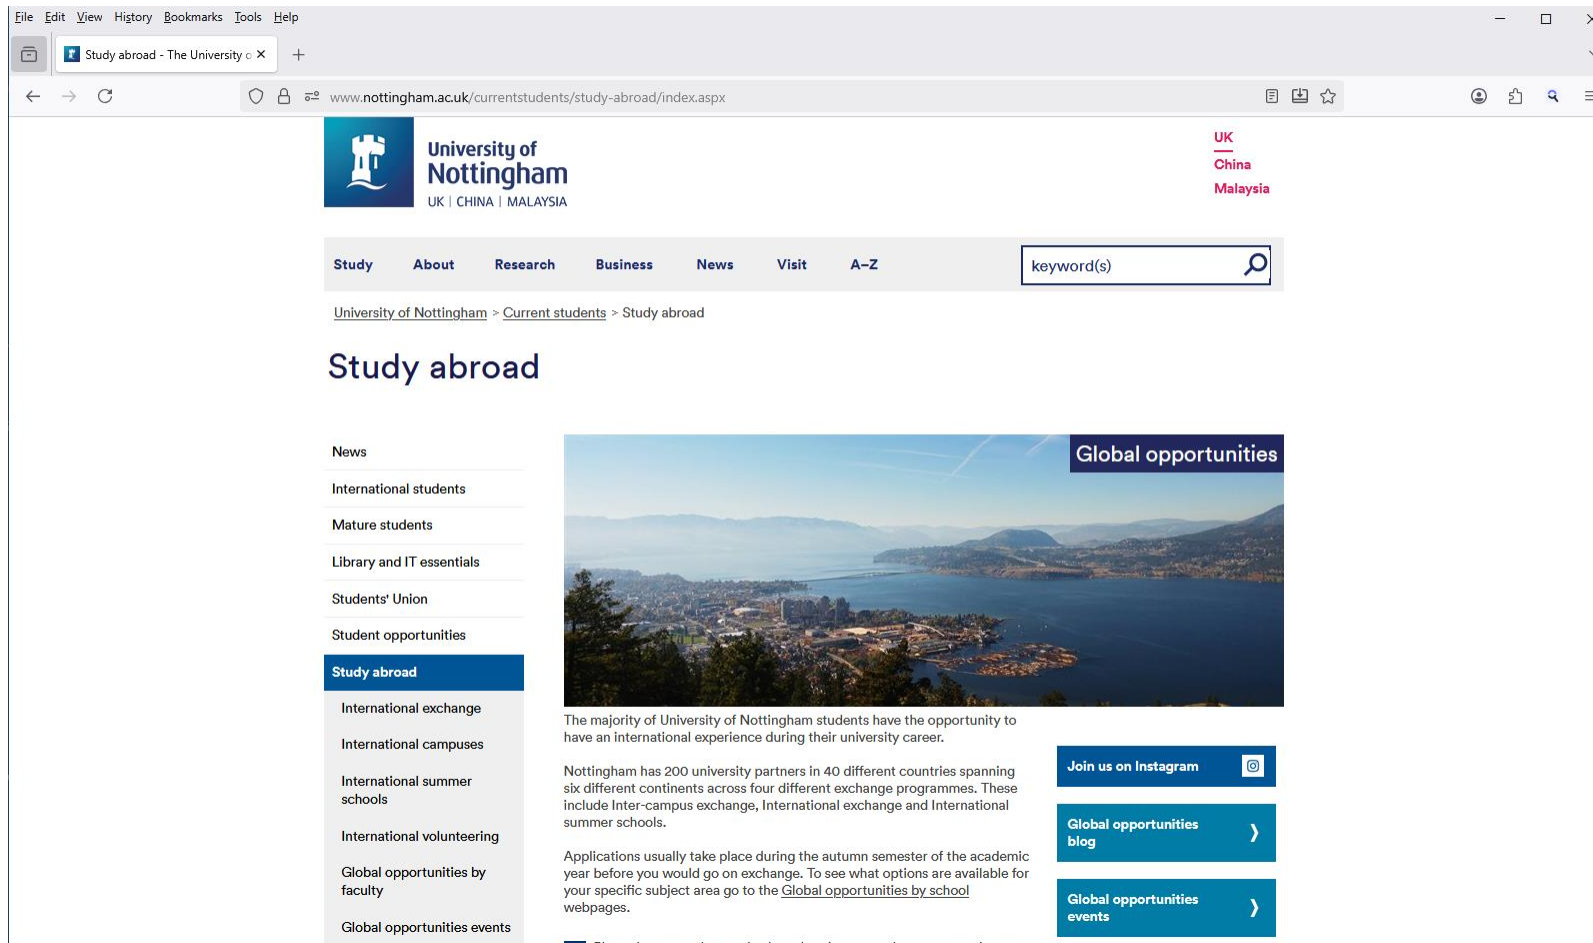 File Edit View History Bookmarks Tools Help
Study abroad - The University o
www.nottingham.ac.uk/currentstudents/study-abroad/index.aspx
University of
Nottingham
UK | CHINA | MALAYSIA
UK
China
Malaysia
Study About Research Business News Visit A–Z
keyword(s)
University of Nottingham > Current students > Study abroad
Study abroad
News
International students
Mature students
Library and IT essentials
Students' Union
Student opportunities
Study abroad
International exchange
International campuses
International summer
schools
International volunteering
Global opportunities by
faculty
Global opportunities events
Global opportunities
The majority of University of Nottingham students have the opportunity to
have an international experience during their university career.
Nottingham has 200 university partners in 40 different countries spanning
six different continents across four different exchange programmes. These
include Inter-campus exchange, International exchange and International
summer schools.
Applications usually take place during the autumn semester of the academic
year before you would go on exchange. To see what options are available for
your specific subject area go to the Global opportunities by school
webpages.
Join us on Instagram
Global opportunities
blog
Global opportunities
events